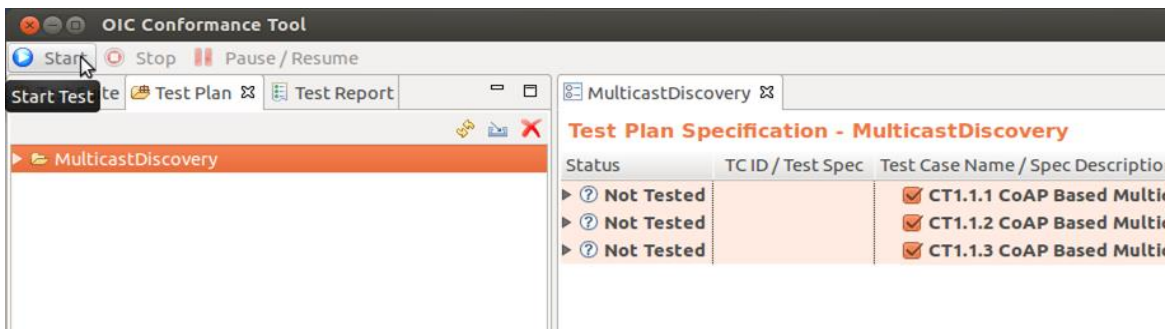 OIC Conformance Tool
Start Stop Pause / Resume
Start Test te Test Plan Test Report
MulticastDiscovery
MulticastDiscovery
Test Plan Specification - MulticastDiscovery
Status TC ID / Test Spec Test Case Name / Spec Descriptio
Not Tested CT1.1.1 CoAP Based Multi
Not Tested CT1.1.2 CoAP Based Multi
Not Tested CT1.1.3 CoAP Based Multi